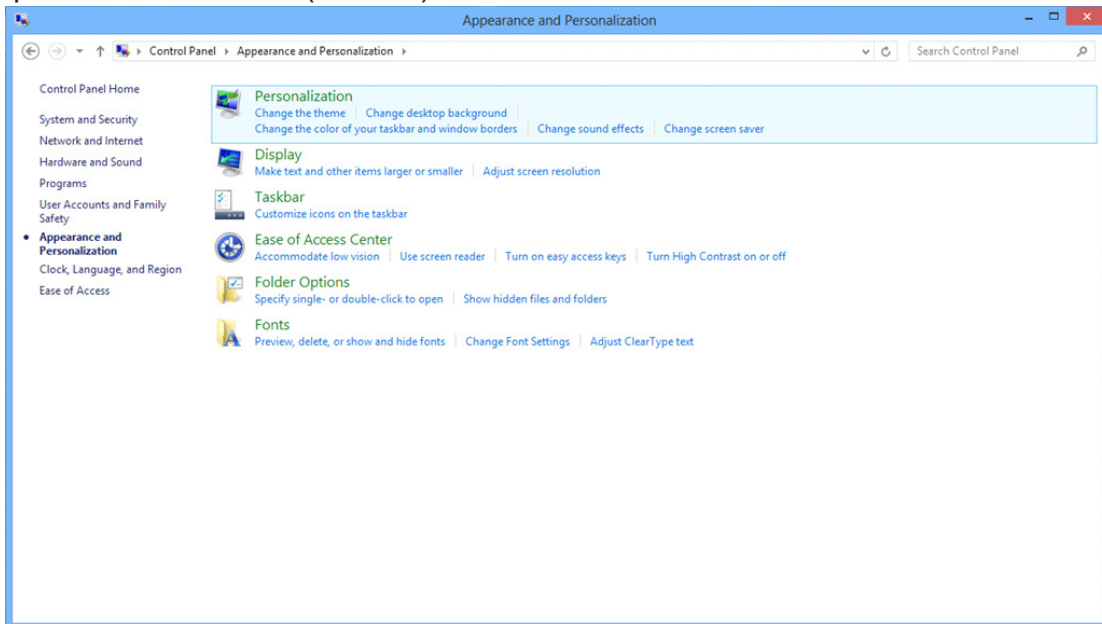 Appearance and Personalization
Control Panel Appearance and Personalization
Search Control Panel
Control Panel Home
System and Security
Network and Internet
Hardware and Sound
Programs
User Accounts and Family
Safety
Appearance and
Personalization
Clock, Language, and Region
Ease of Access
Personalization
Change the theme Change desktop background
Change the color of your taskbar and window borders Change sound effects Change screen saver
Display
Make text and other items larger or smaller Adjust screen resolution
Taskbar
Customize icons on the taskbar
Ease of Access Center
Accommodate low vision Use screen reader Turn on easy access keys Turn High Contrast on or off
Folder Options
Specify single- or double-click to open Show hidden files and folders
Fonts
Preview, delete, or show and hide fonts Change Font Settings Adjust ClearType text